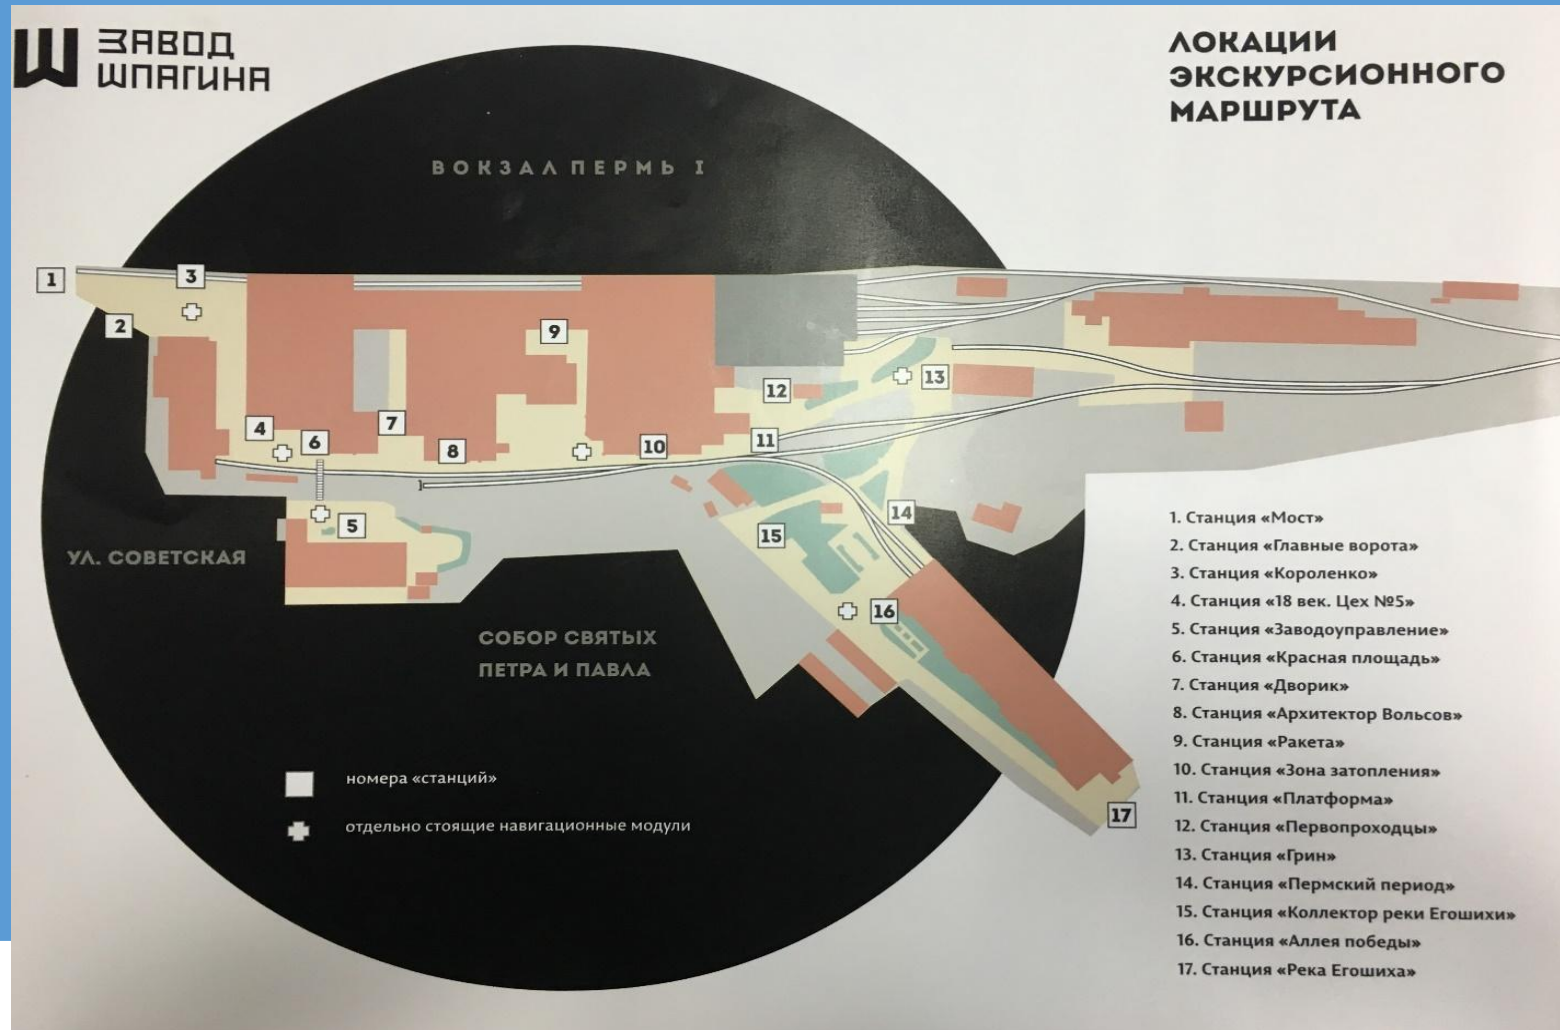 ЗАВОД
ШПАГИНА
ЛОКАЦИИ
ЭКСКУРСИОННОГО
МАРШРУТА
ВОКЗАЛ ПЕРМЬ I
1
3
2
9
12
13
4
6
7
8
10
11
5
14
15
16
17
УЛ. СОВЕТСКАЯ
СОБОР СВЯТЫХ
ПЕТРА И ПАВЛА
номера «станций»
отдельно стоящие навигационные модули
1. Станция «Мост»
2. Станция «Главные ворота»
3. Станция «Короленко»
4. Станция «18 век. Цех №5»
5. Станция «Заводоуправление»
6. Станция «Красная площадь»
7. Станция «Дворик»
8. Станция «Архитектор Вольсов»
9. Станция «Ракета»
10. Станция «Зона затопления»
11. Станция «Платформа»
12. Станция «Первопроходцы»
13. Станция «Грин»
14. Станция «Пермский период»
15. Станция «Коллектор реки Егошихи»
16. Станция «Аллея победы»
17. Станция «Река Егошиха»